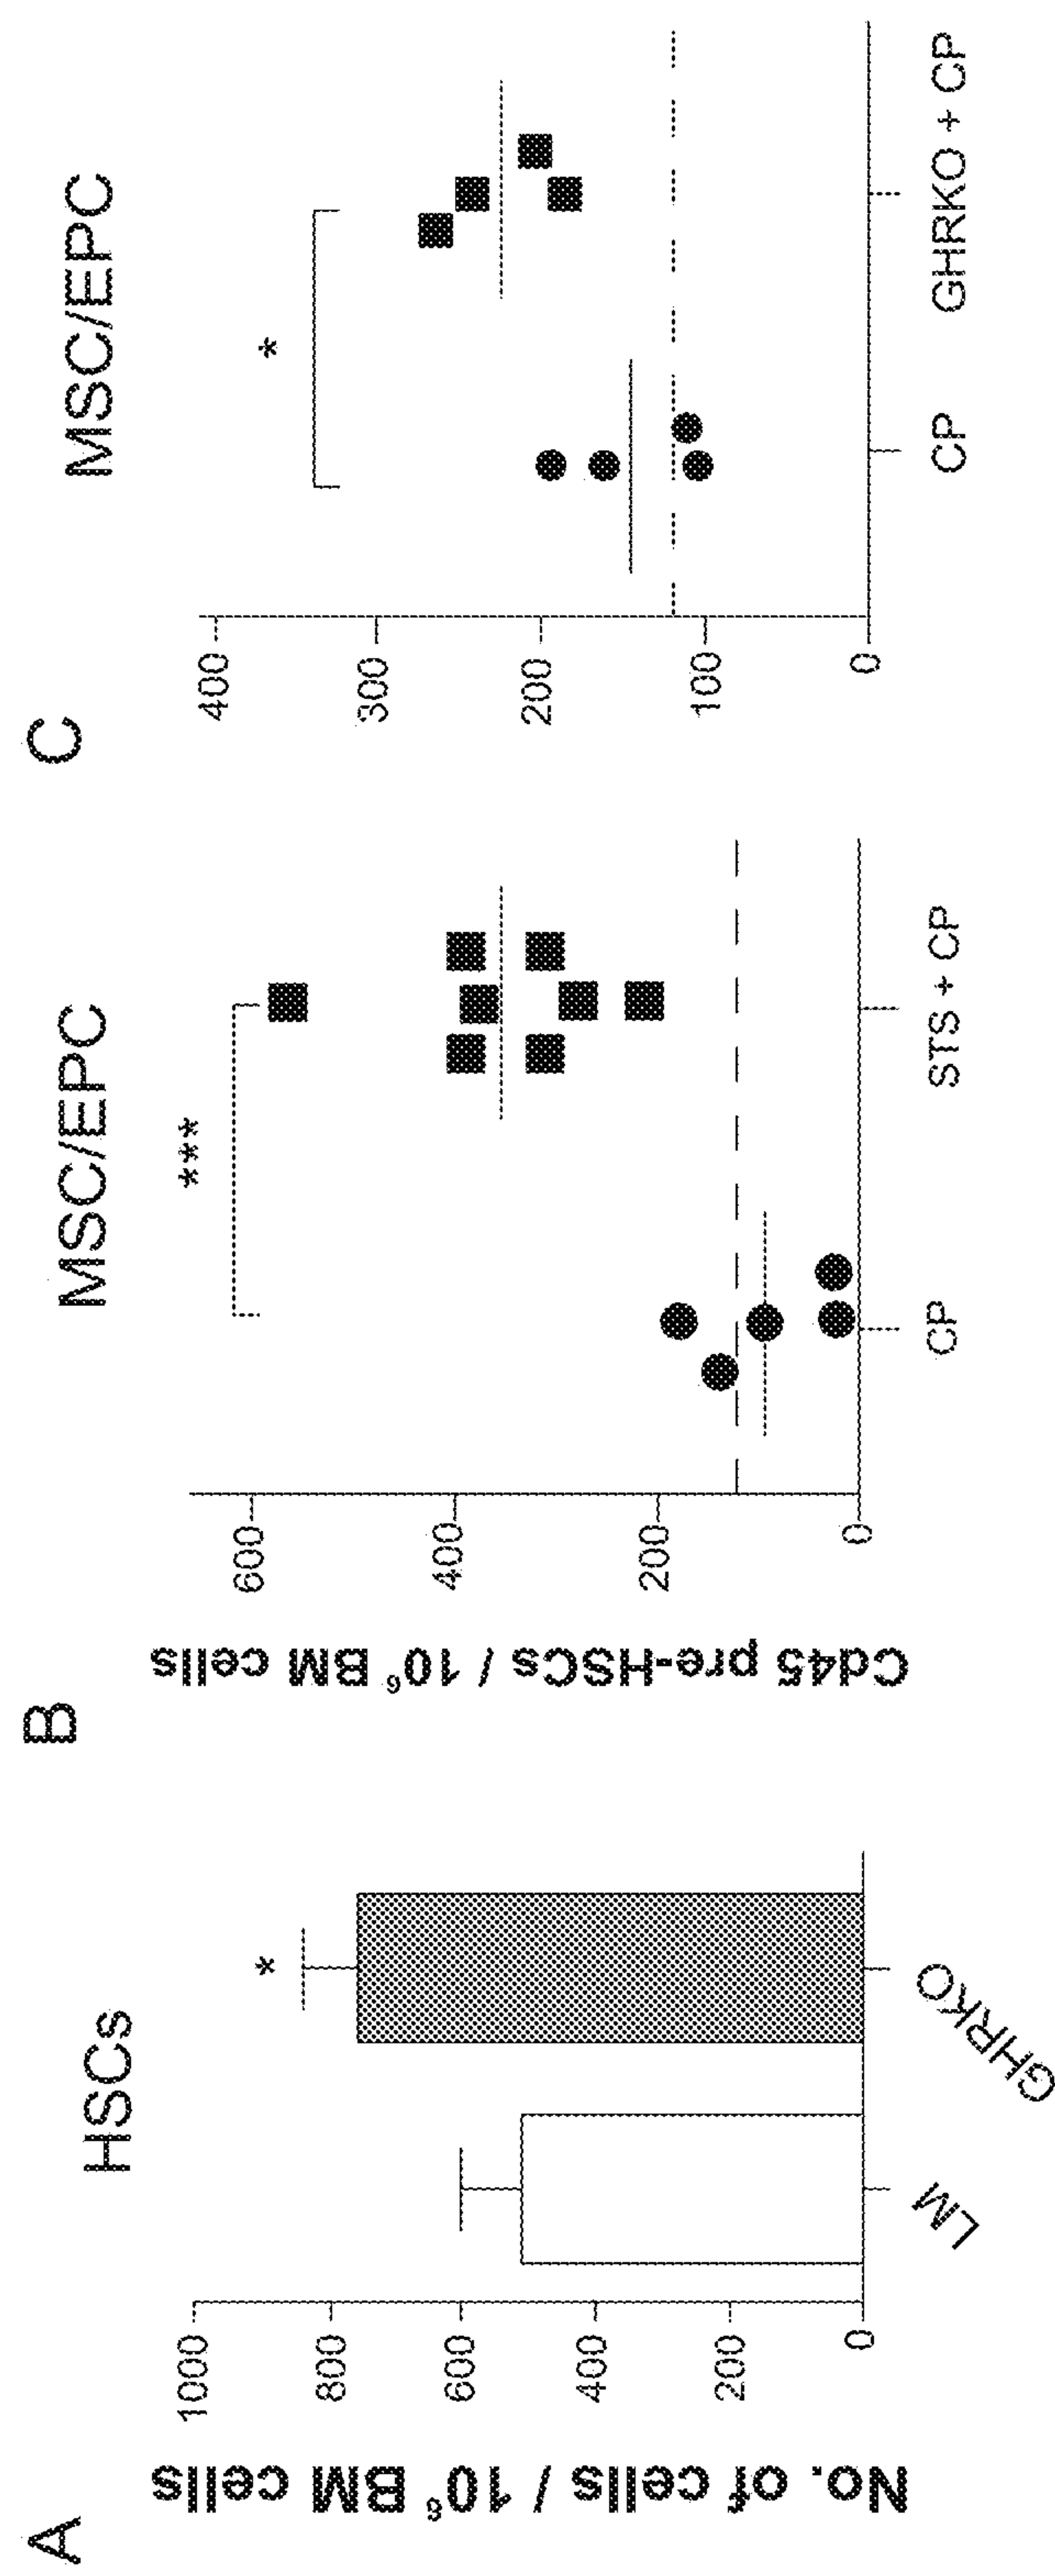 A
HSCs
No. of cells / 10⁶ BM cells
1000
800
600
400
200
0
*
LM
GHRKO
B
MSC/EPC
Cd45 pre-HSCs / 10⁶ BM cells
600
400
200
0
***
CP
STS + CP
C
MSC/EPC
400
300
200
100
0
*
CP
GHRKO + CP